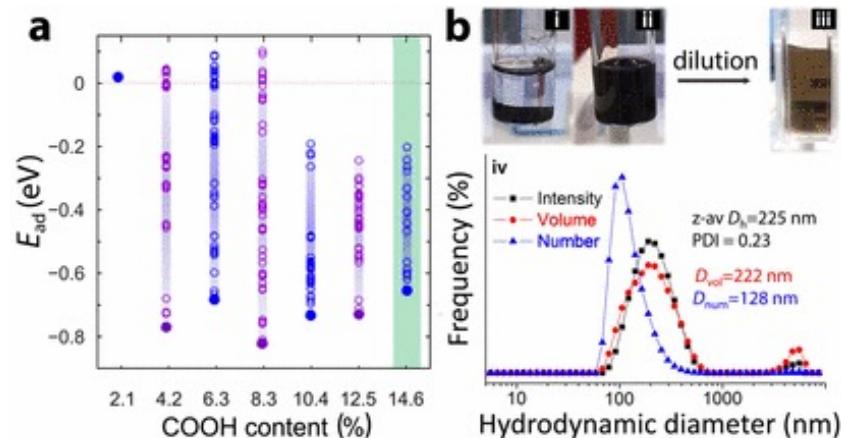 a
E_ad (eV)
0
−0.2
−0.4
−0.6
−0.8
2.1 4.2 6.3 8.3 10.4 12.5 14.6
COOH content (%)
b
i
ii
dilution
iii
iv
Frequency (%)
Intensity
Volume
Number
z-av D_h=225 nm
PDI = 0.23
D_vol=222 nm
D_num=128 nm
10 100 1000
Hydrodynamic diameter (nm)